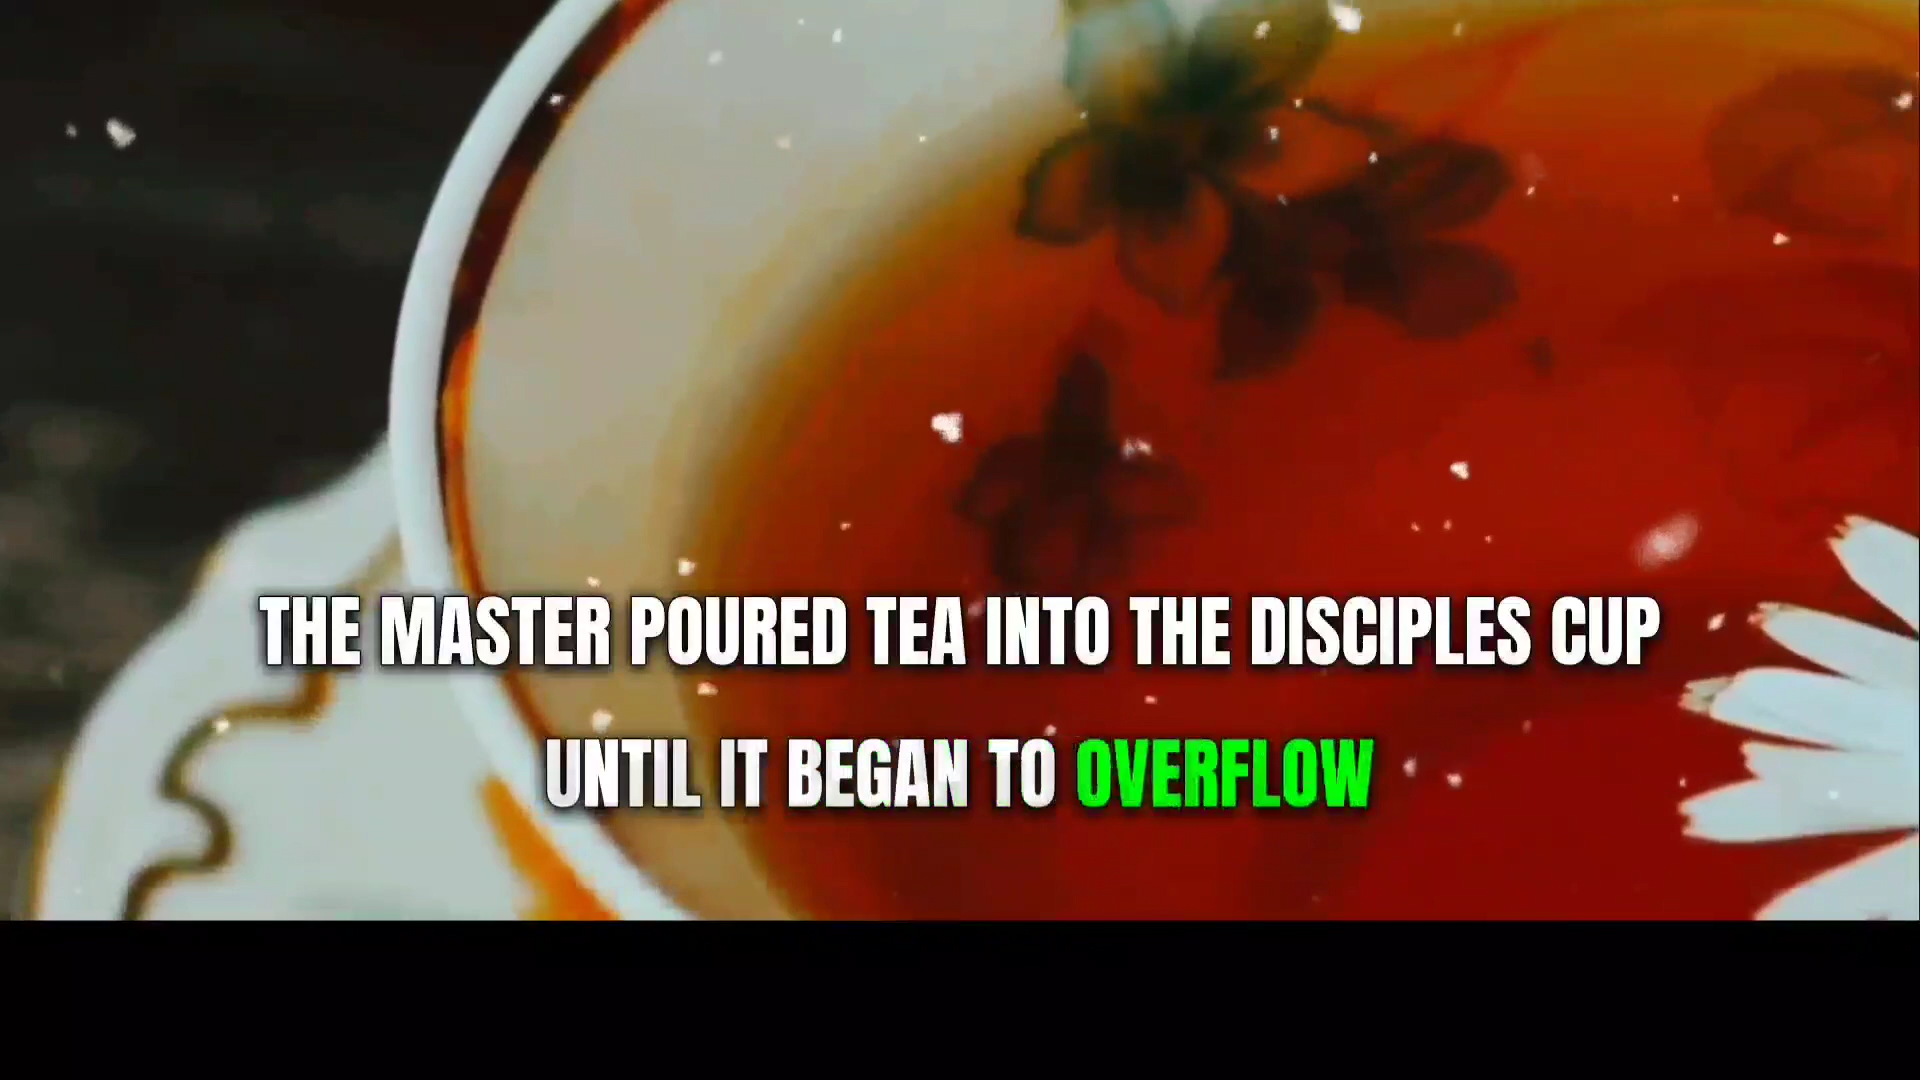 THE MASTER POURED TEA INTO THE DISCIPLES CUP
UNTIL IT BEGAN TO OVERFLOW